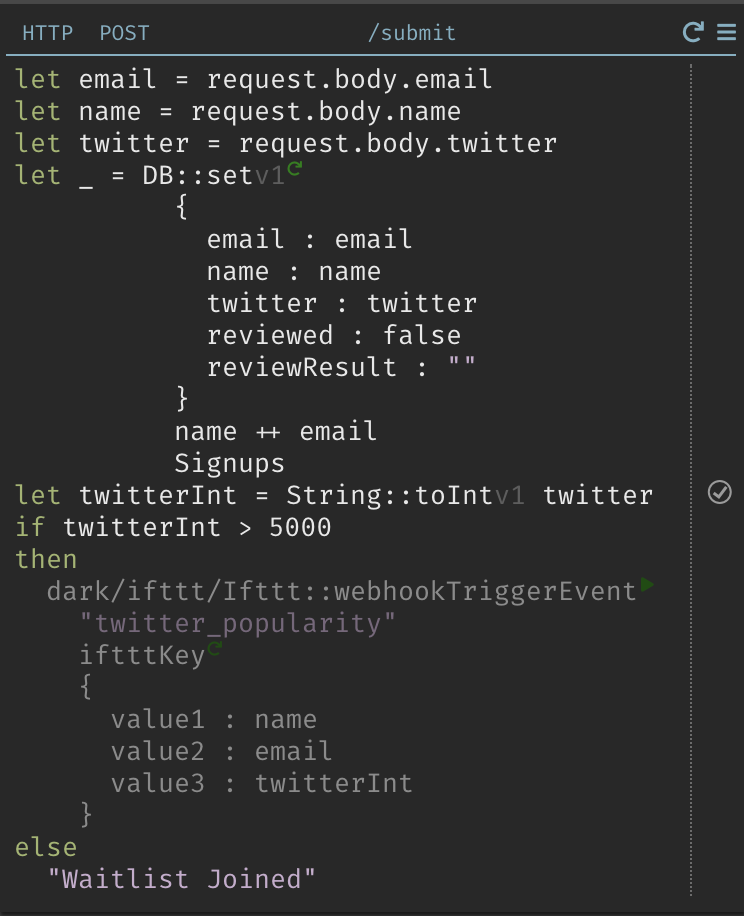 HTTP POST /submit
let email = request.body.email
let name = request.body.name
let twitter = request.body.twitter
let _ = DB::setv1
{
email : email
name : name
twitter : twitter
reviewed : false
reviewResult : ""
}
name ++ email
Signups
let twitterInt = String::toIntv1 twitter
if twitterInt > 5000
then
dark/ifttt/Ifttt::webhookTriggerEvent
"twitter_popularity"
iftttKey
{
value1 : name
value2 : email
value3 : twitterInt
}
else
"Waitlist Joined"